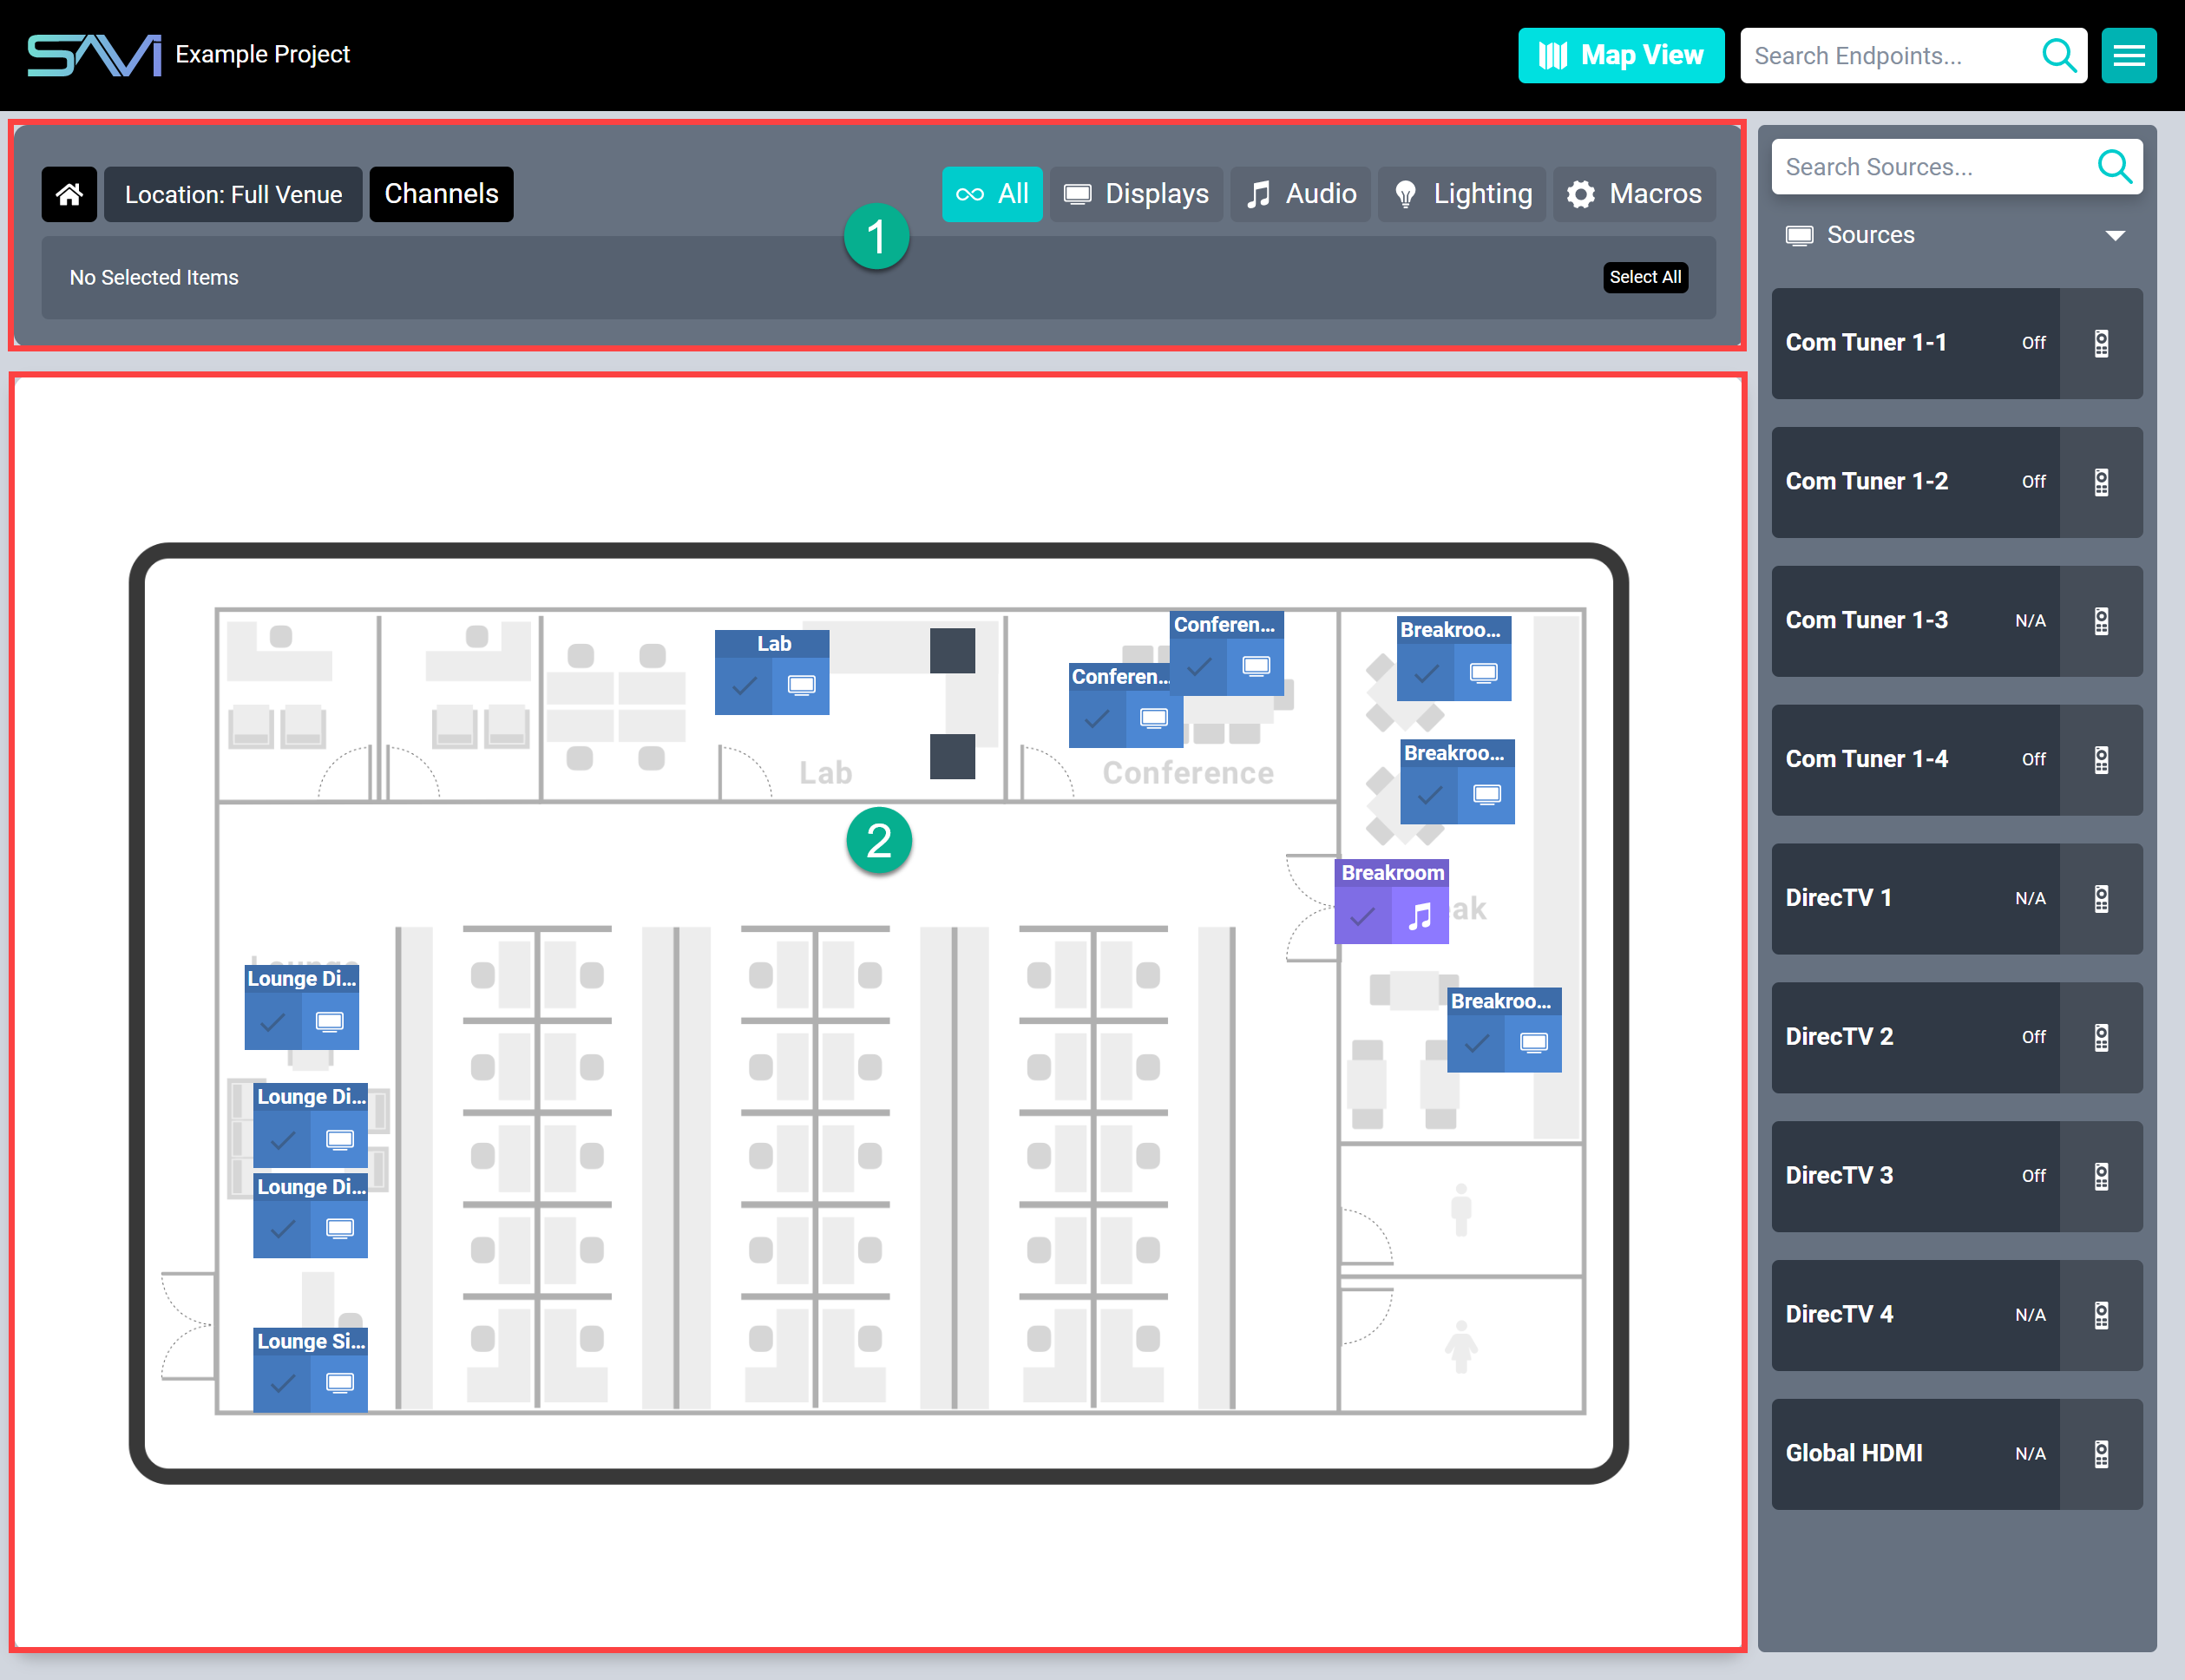 SAVI Example Project
Map View
Search Endpoints...
Location: Full Venue
Channels
All
Displays
Audio
Lighting
Macros
1
No Selected Items
Select All
Search Sources...
Sources
Com Tuner 1-1 Off
Com Tuner 1-2 Off
Com Tuner 1-3 N/A
Com Tuner 1-4 Off
DirecTV 1 N/A
DirecTV 2 Off
DirecTV 3 Off
DirecTV 4 N/A
Global HDMI N/A
Lab
Conferen...
Conferen...
Breakroo...
Lab
Conference
Breakroo...
2
Breakroom
ak
Lounge
Lounge Di...
Breakroo...
Lounge Di...
Lounge Di...
Lounge Si...